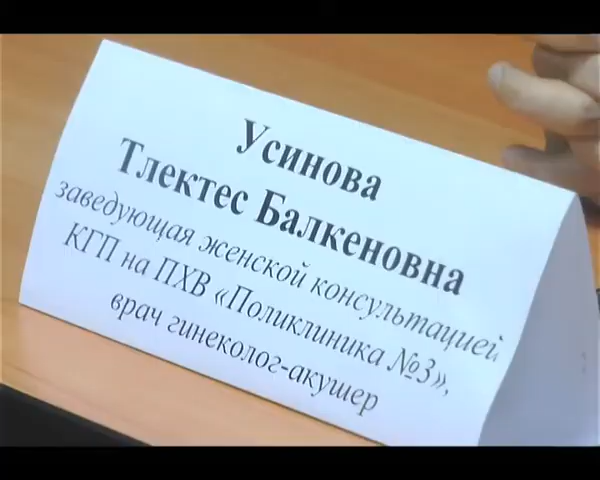 Усинова
Тлектес Балкеновна
заведующая женской консультацией
КГП на ПХВ «Поликлиника №3»,
врач гинеколог-акушер